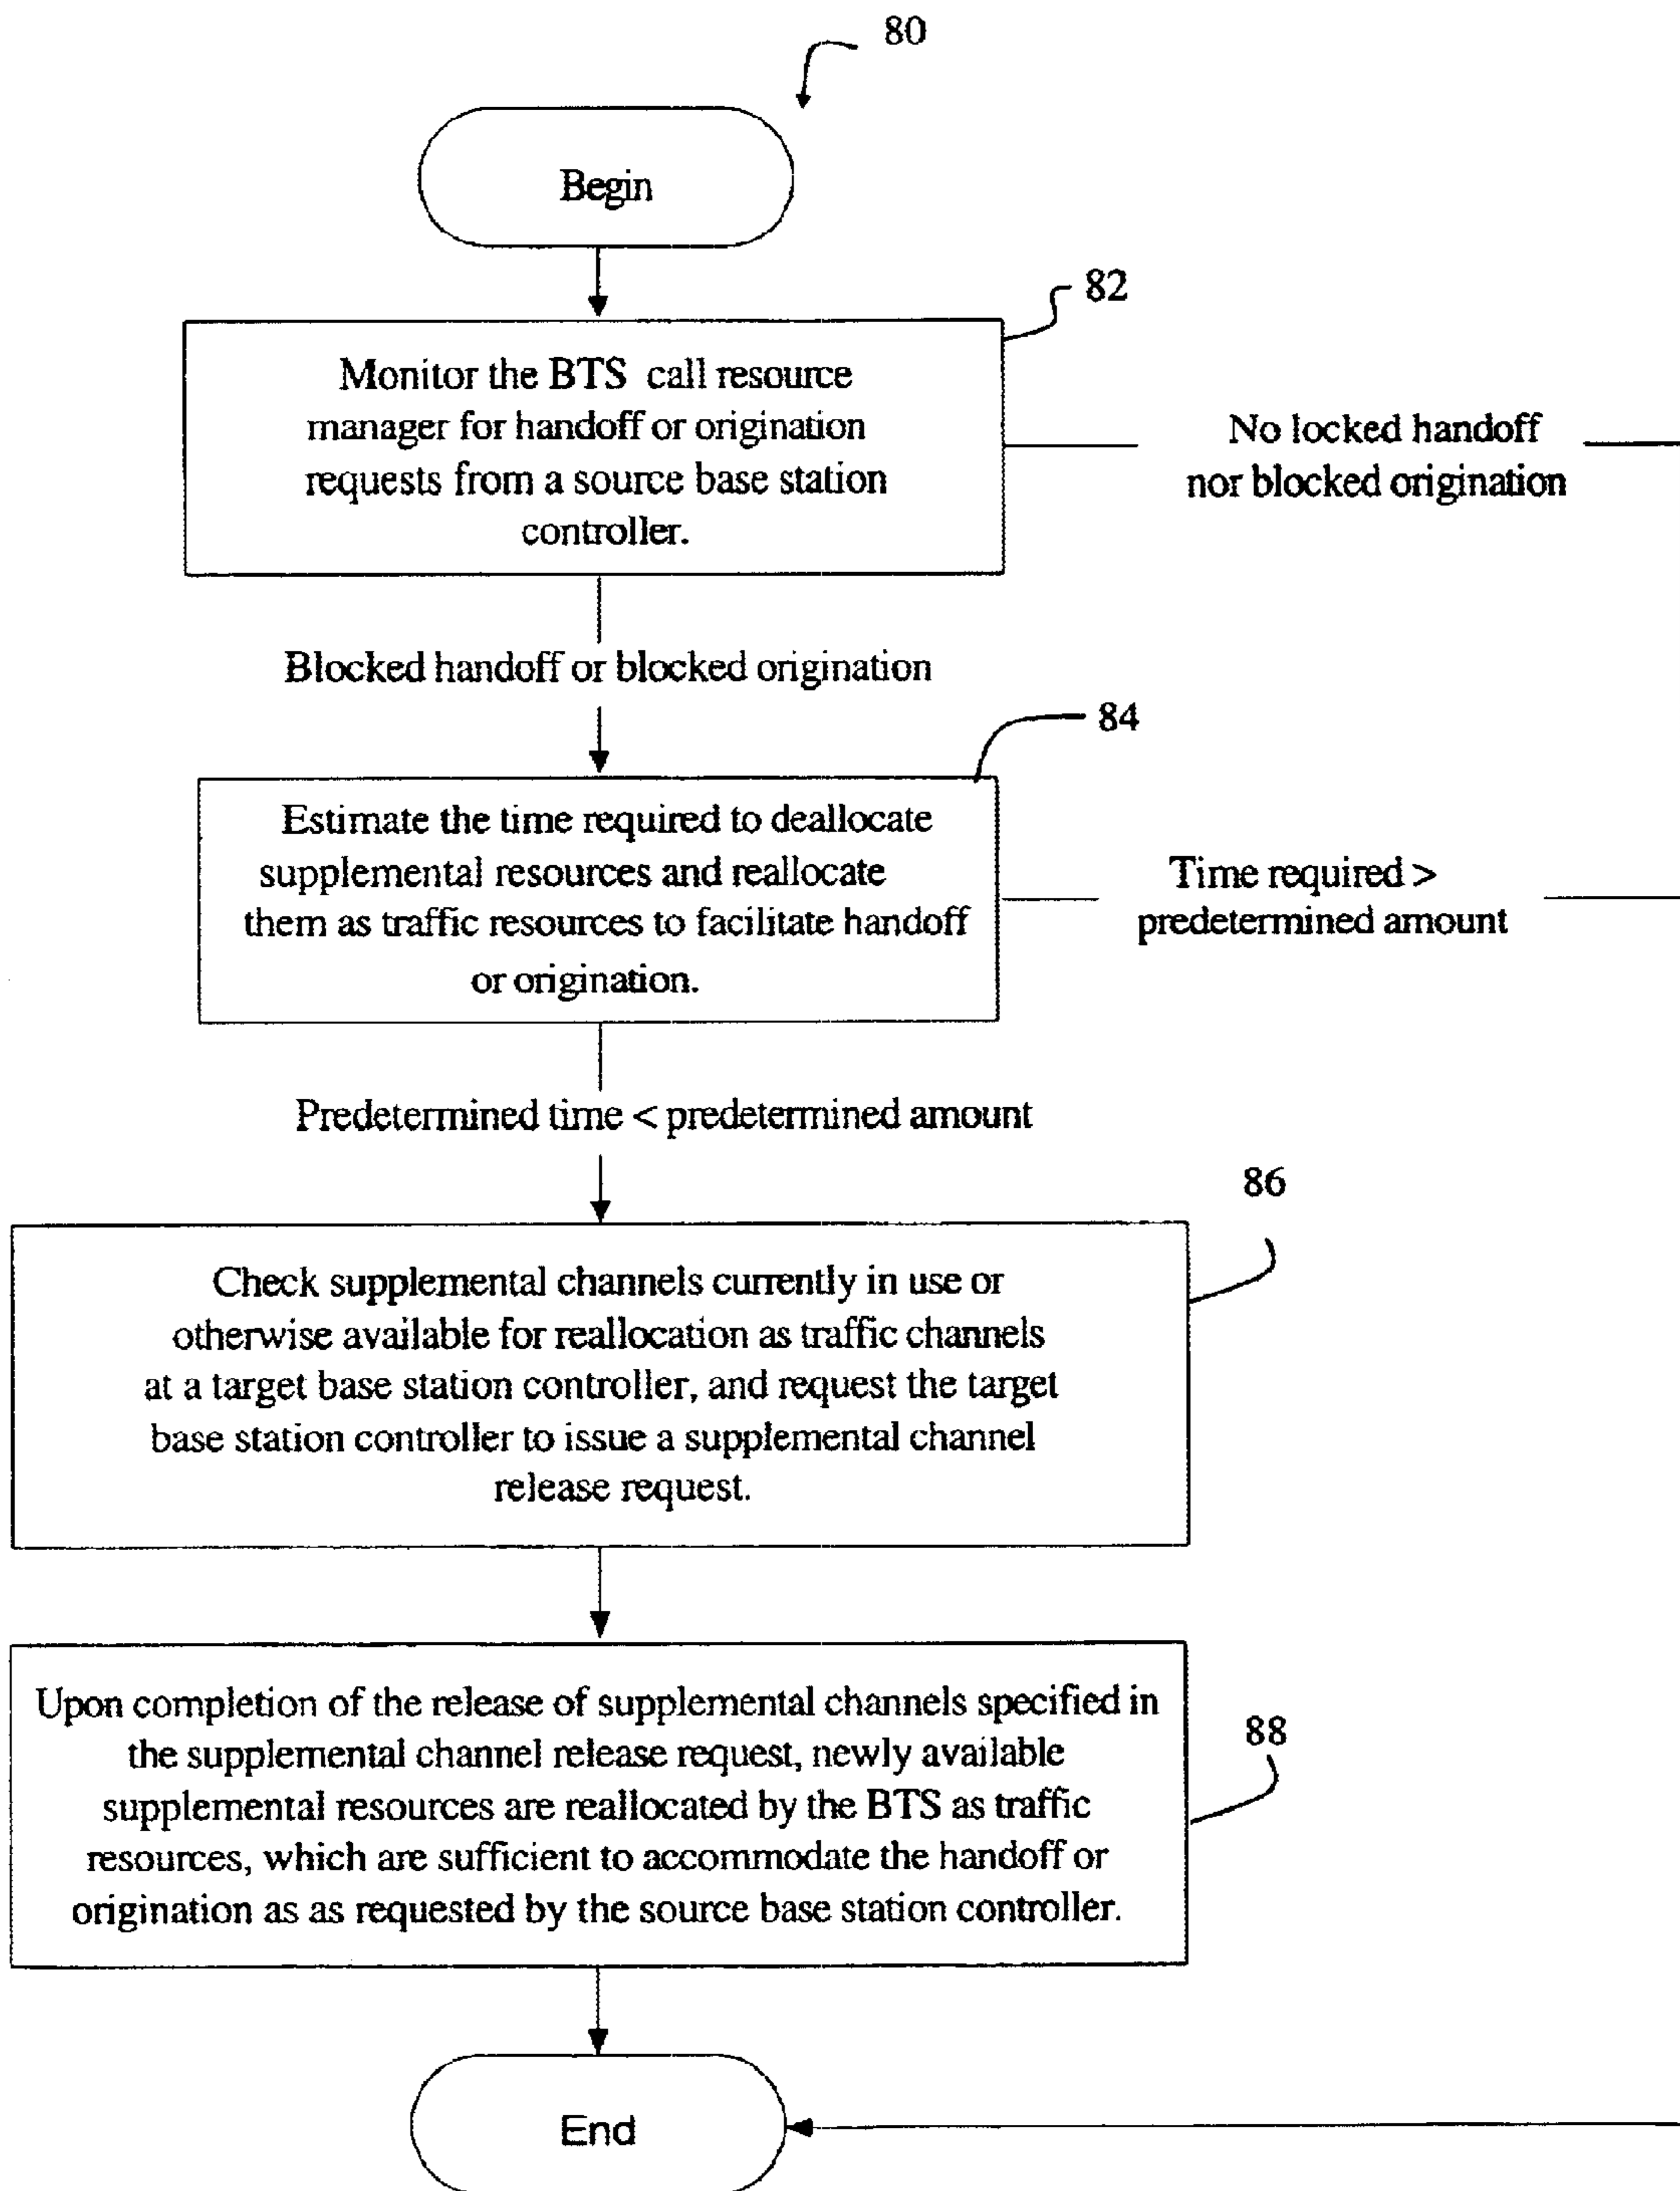 80
Begin
82
Monitor the BTS call resource
manager for handoff or origination
requests from a source base station
controller.
No locked handoff
nor blocked origination
Blocked handoff or blocked origination
84
Estimate the time required to deallocate
supplemental resources and reallocate
them as traffic resources to facilitate handoff
or origination.
Time required >
predetermined amount
Predetermined time < predetermined amount
86
Check supplemental channels currently in use or
otherwise available for reallocation as traffic channels
at a target base station controller, and request the target
base station controller to issue a supplemental channel
release request.
Upon completion of the release of supplemental channels specified in
the supplemental channel release request, newly available
supplemental resources are reallocated by the BTS as traffic
resources, which are sufficient to accommodate the handoff or
origination as as requested by the source base station controller.
88
End